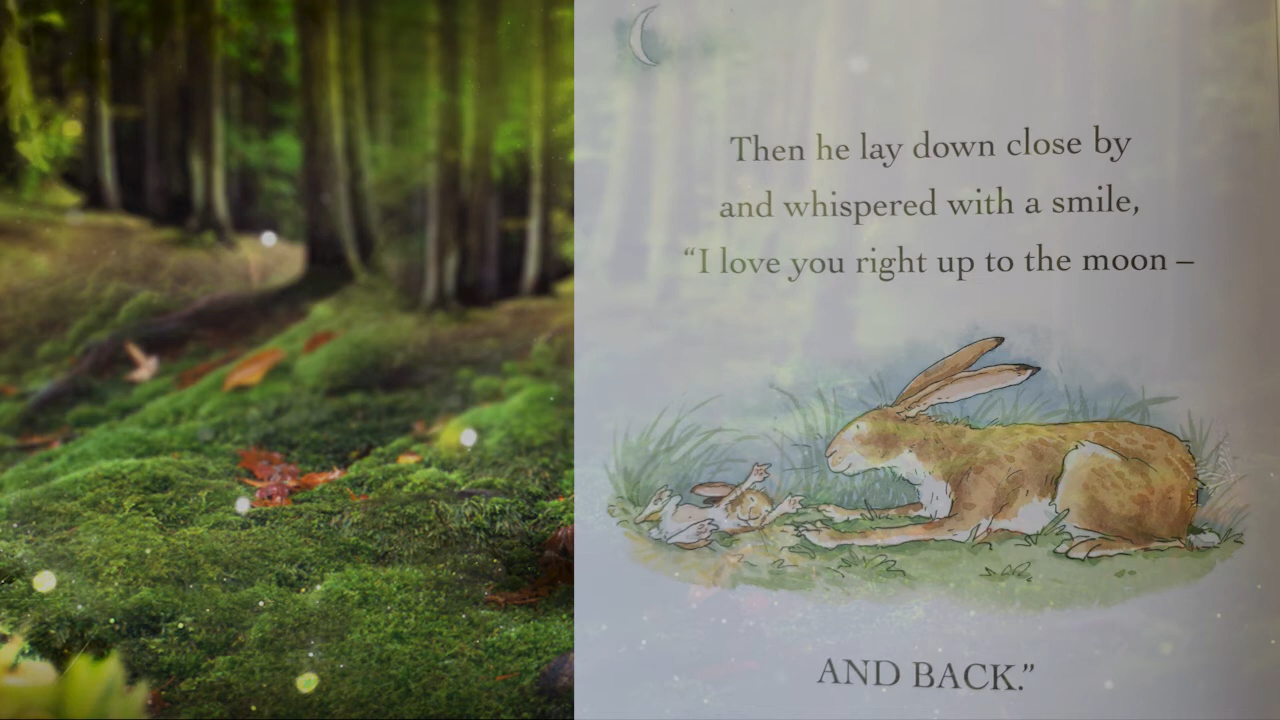 Then he lay down close by
and whispered with a smile,
“I love you right up to the moon –
AND BACK.”